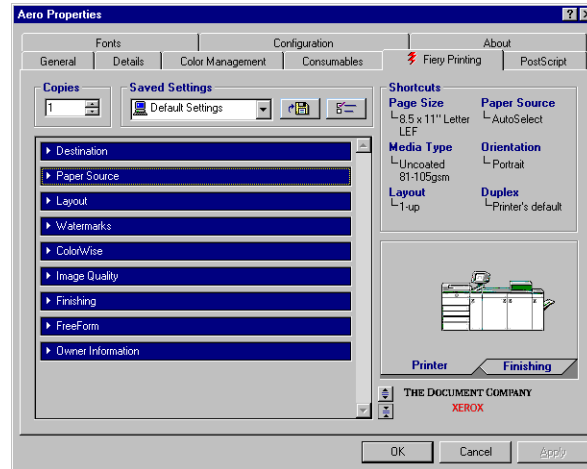 Aero Properties
Fonts
Configuration
About
General
Details
Color Management
Consumables
Fiery Printing
PostScript
Copies
1
Saved Settings
Default Settings
Destination
Paper Source
Layout
Watermarks
ColorWise
Image Quality
Finishing
FreeForm
Owner Information
Shortcuts
Page Size
8.5 x 11" Letter
LEF
Paper Source
AutoSelect
Media Type
Uncoated
81-105gsm
Orientation
Portrait
Layout
1-up
Duplex
Printer's default
Printer
Finishing
THE DOCUMENT COMPANY
XEROX
OK
Cancel
Apply